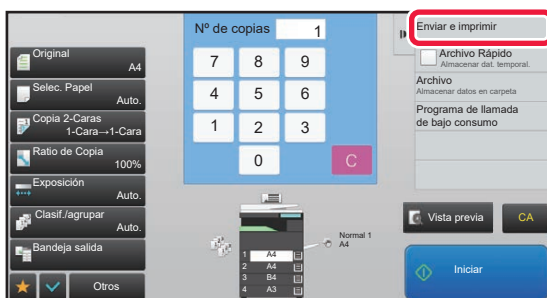 Nº de copias 1
Enviar e imprimir
Original
A4
7 8 9
Archivo Rápido
Almacenar dat. temporal.
Selec. Papel
Auto.
4 5 6
Archivo
Almacenar datos en carpeta
Copia 2-Caras
1-Cara→1-Cara
1 2 3
Programa de llamada
de bajo consumo
Ratio de Copia
100%
0 C
Exposición
Auto.
Clasif./agrupar
Auto.
Vista previa
CA
Bandeja salida
Normal 1
A4
1 A4
2 A4
3 B4
4 A3
Otros
Iniciar